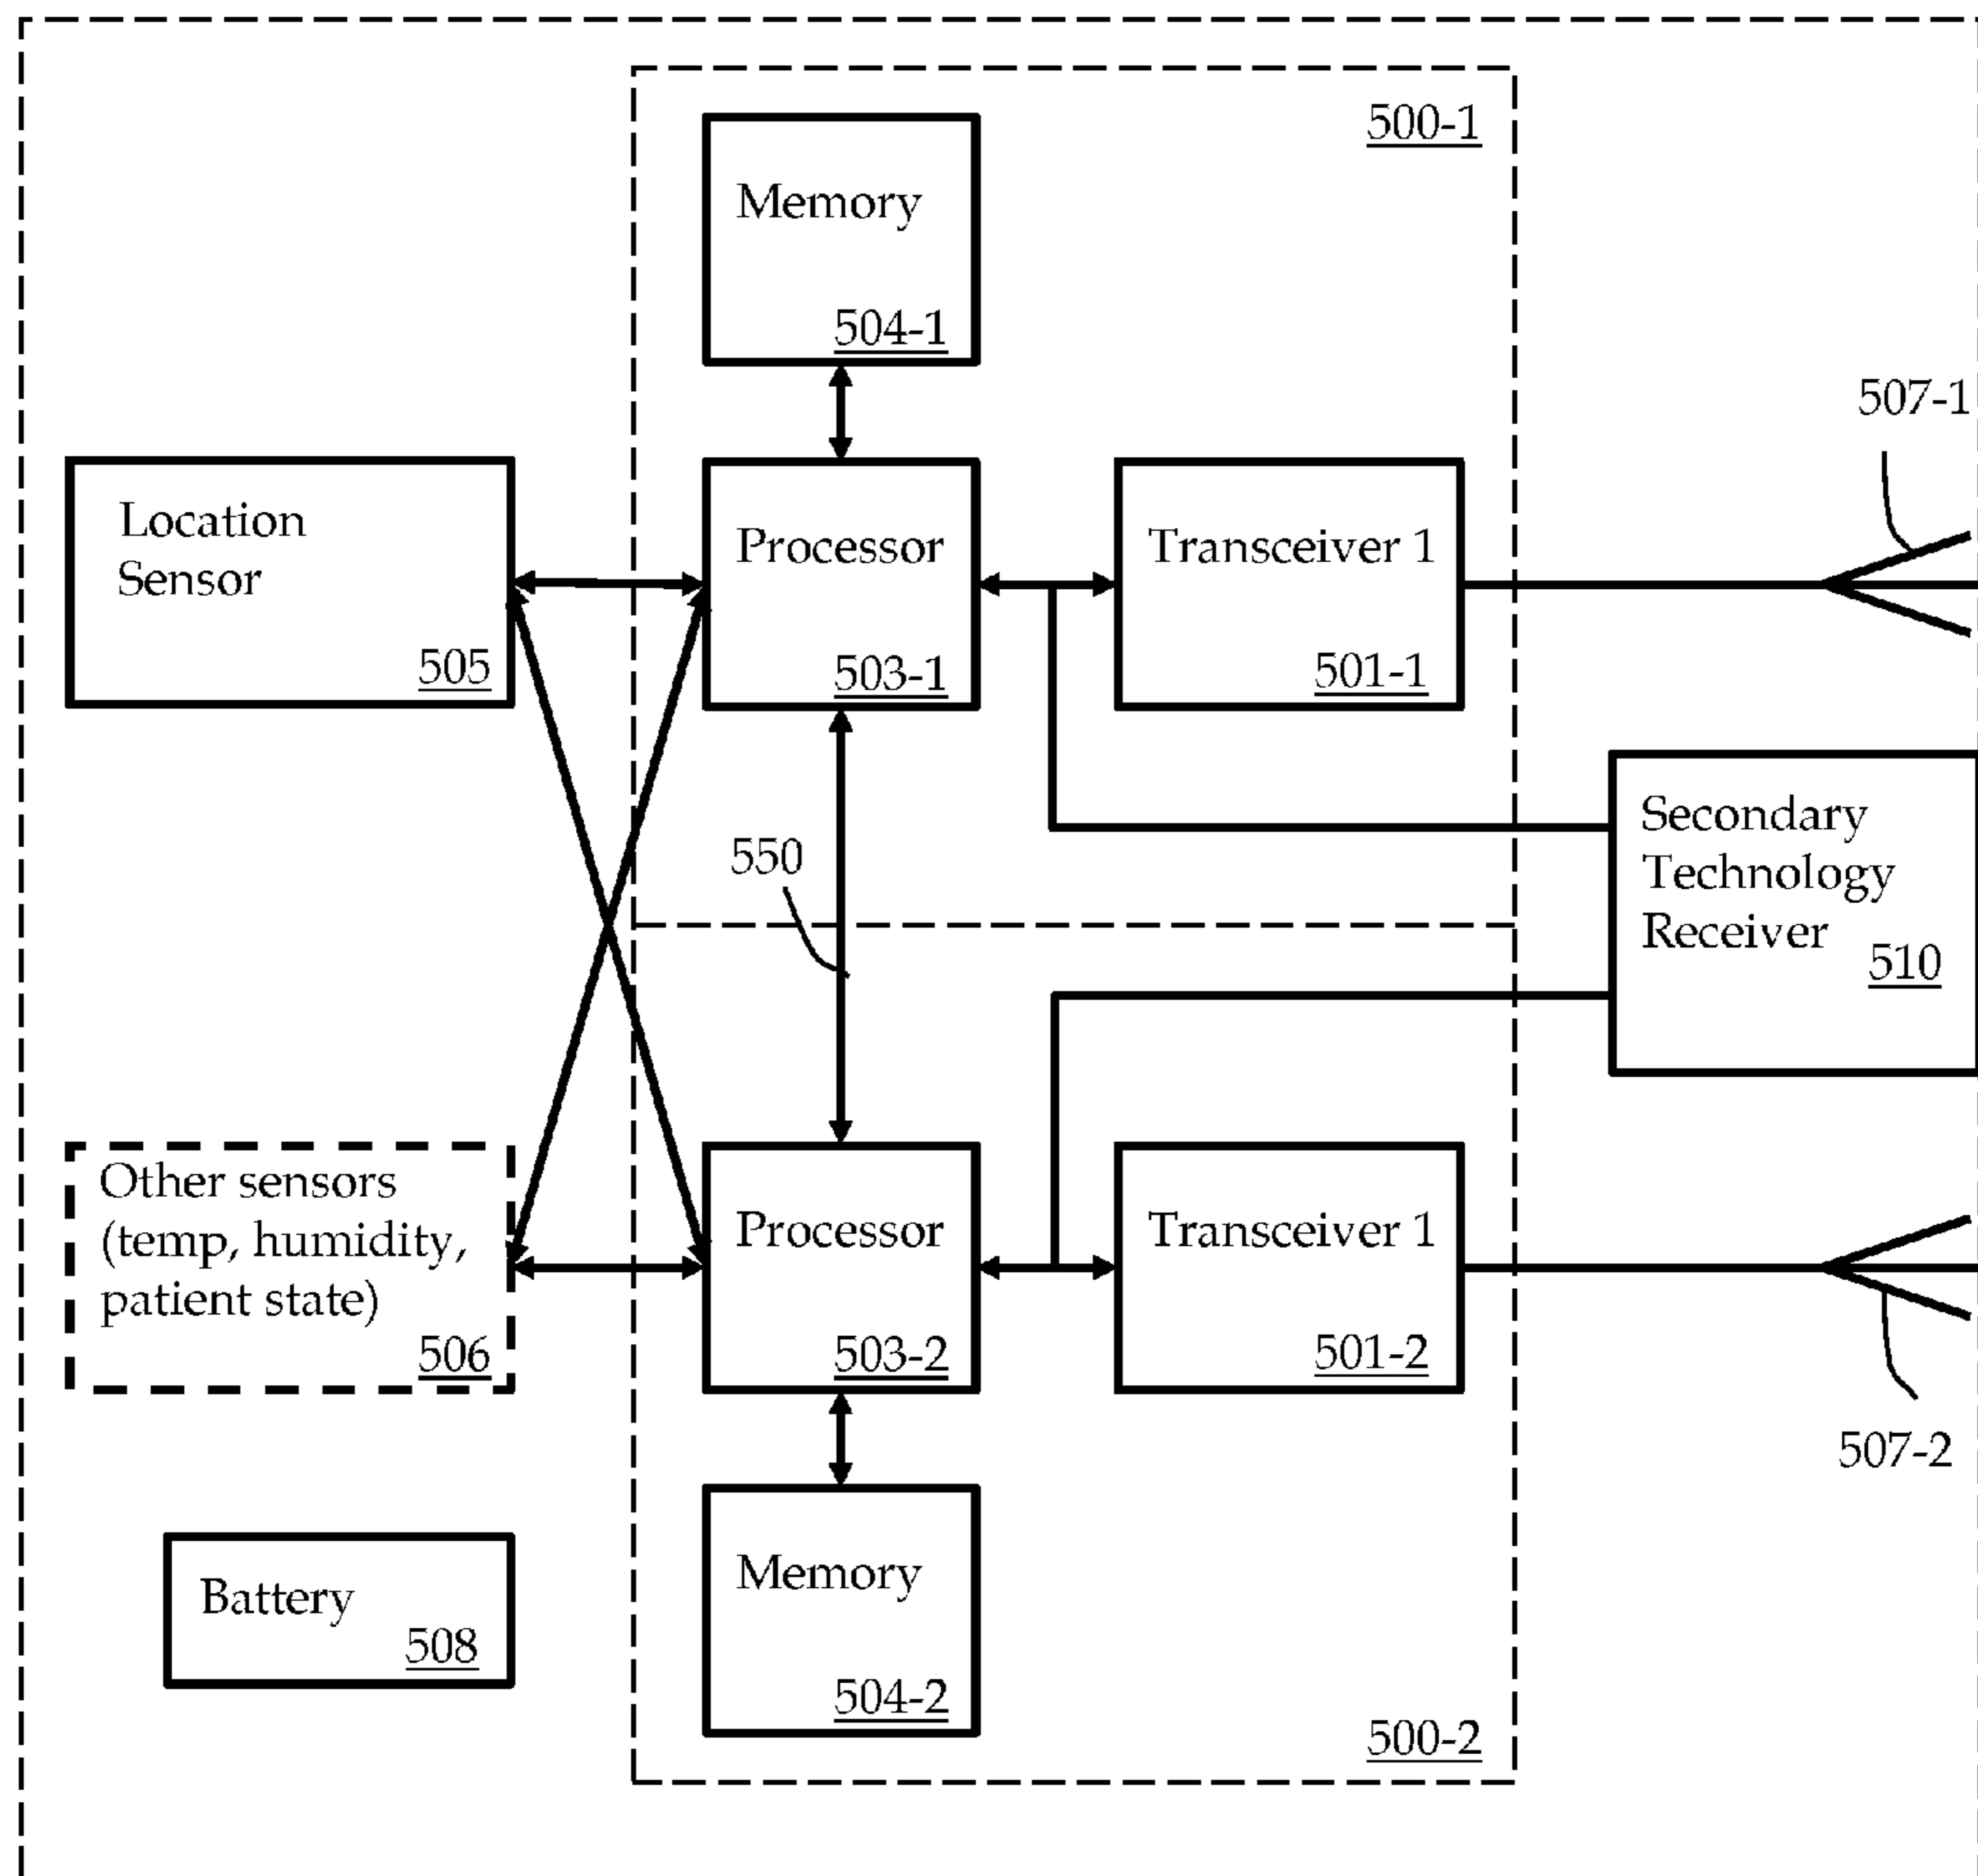 500-1
Memory
504-1
507-1
Location
Sensor
505
Processor
503-1
Transceiver 1
501-1
550
Secondary
Technology
Receiver
510
Other sensors
(temp, humidity,
patient state)
506
Processor
503-2
Transceiver 1
501-2
507-2
Battery
508
Memory
504-2
500-2